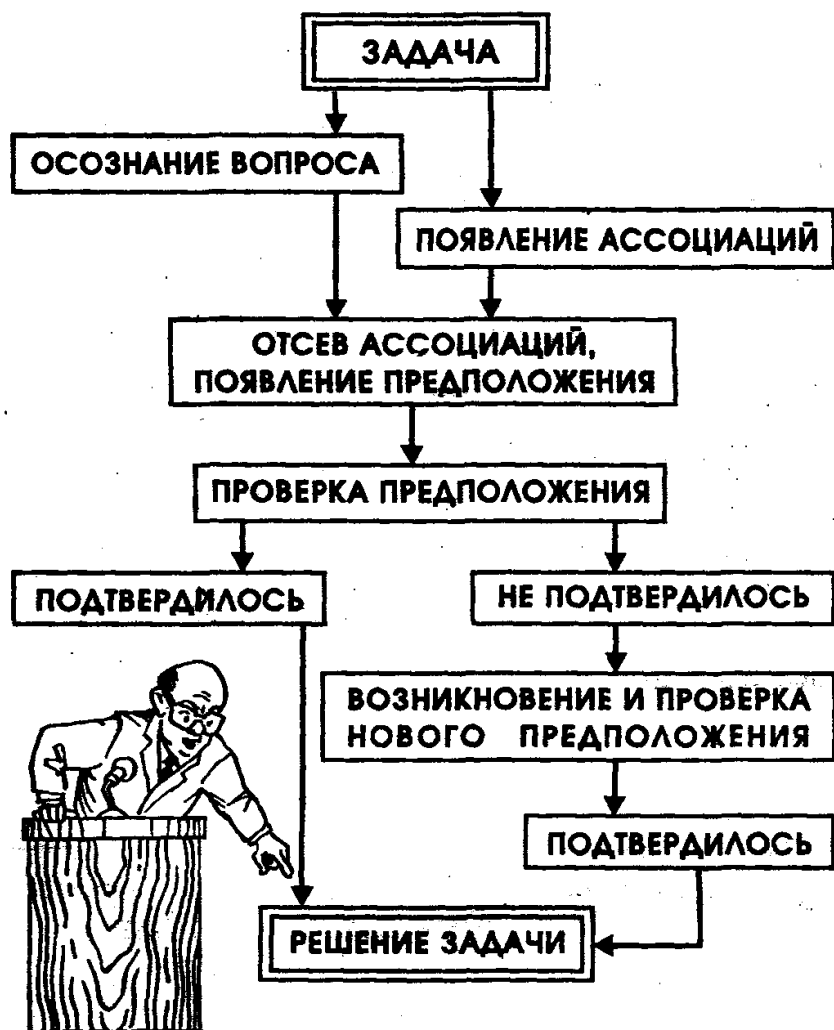 ЗАДАЧА
ОСОЗНАНИЕ ВОПРОСА
ПОЯВЛЕНИЕ АССОЦИАЦИЙ
ОТСЕВ АССОЦИАЦИЙ,
ПОЯВЛЕНИЕ ПРЕДПОЛОЖЕНИЯ
ПРОВЕРКА ПРЕДПОЛОЖЕНИЯ
ПОДТВЕРДИЛОСЬ
НЕ ПОДТВЕРДИЛОСЬ
ВОЗНИКНОВЕНИЕ И ПРОВЕРКА
НОВОГО ПРЕДПОЛОЖЕНИЯ
ПОДТВЕРДИЛОСЬ
РЕШЕНИЕ ЗАДАЧИ